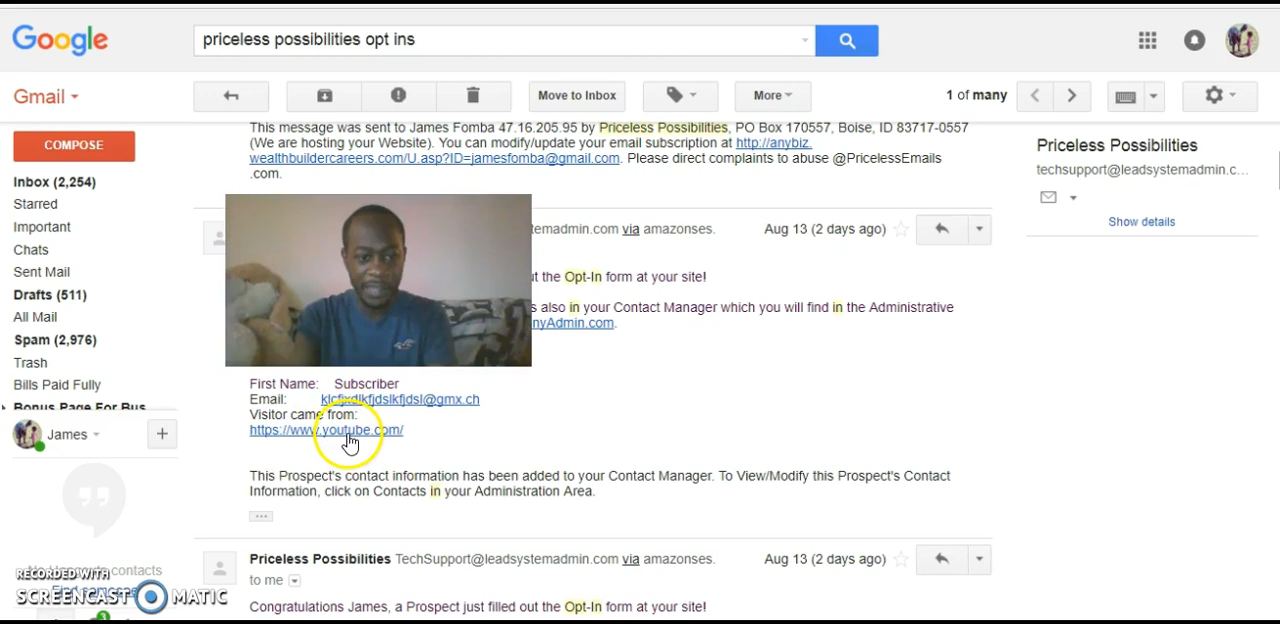 Google
priceless possibilities opt ins
Gmail
Move to Inbox
More
1 of many
COMPOSE
Inbox (2,254)
Starred
Important
Chats
Sent Mail
Drafts (511)
All Mail
Spam (2,976)
Trash
Bills Paid Fully
Bonus Page For Bus
James
RECORDED WITH
SCREENCAST MATIC
This message was sent to James Fomba 47.16.205.95 by Priceless Possibilities, PO Box 170557, Boise, ID 83717-0557
(We are hosting your Website). You can modify/update your email subscription at http://anybiz.
wealthbuildercareers.com/U.asp?ID=jamesfomba@gmail.com. Please direct complaints to abuse @PricelessEmails
.com.
temadmin.com via amazonses.
Aug 13 (2 days ago)
the Opt-In form at your site!
also in your Contact Manager which you will find in the Administrative
nyAdmin.com.
First Name: Subscriber
Email: klcfjxdlkfjdslkfjdsl@gmx.ch
Visitor came from:
https://www.youtube.com/
This Prospect's contact information has been added to your Contact Manager. To View/Modify this Prospect's Contact
Information, click on Contacts in your Administration Area.
Priceless Possibilities TechSupport@leadsystemadmin.com via amazonses.
Aug 13 (2 days ago)
to me
Congratulations James, a Prospect just filled out the Opt-In form at your site!
Priceless Possibilities
techsupport@leadsystemadmin.c...
Show details